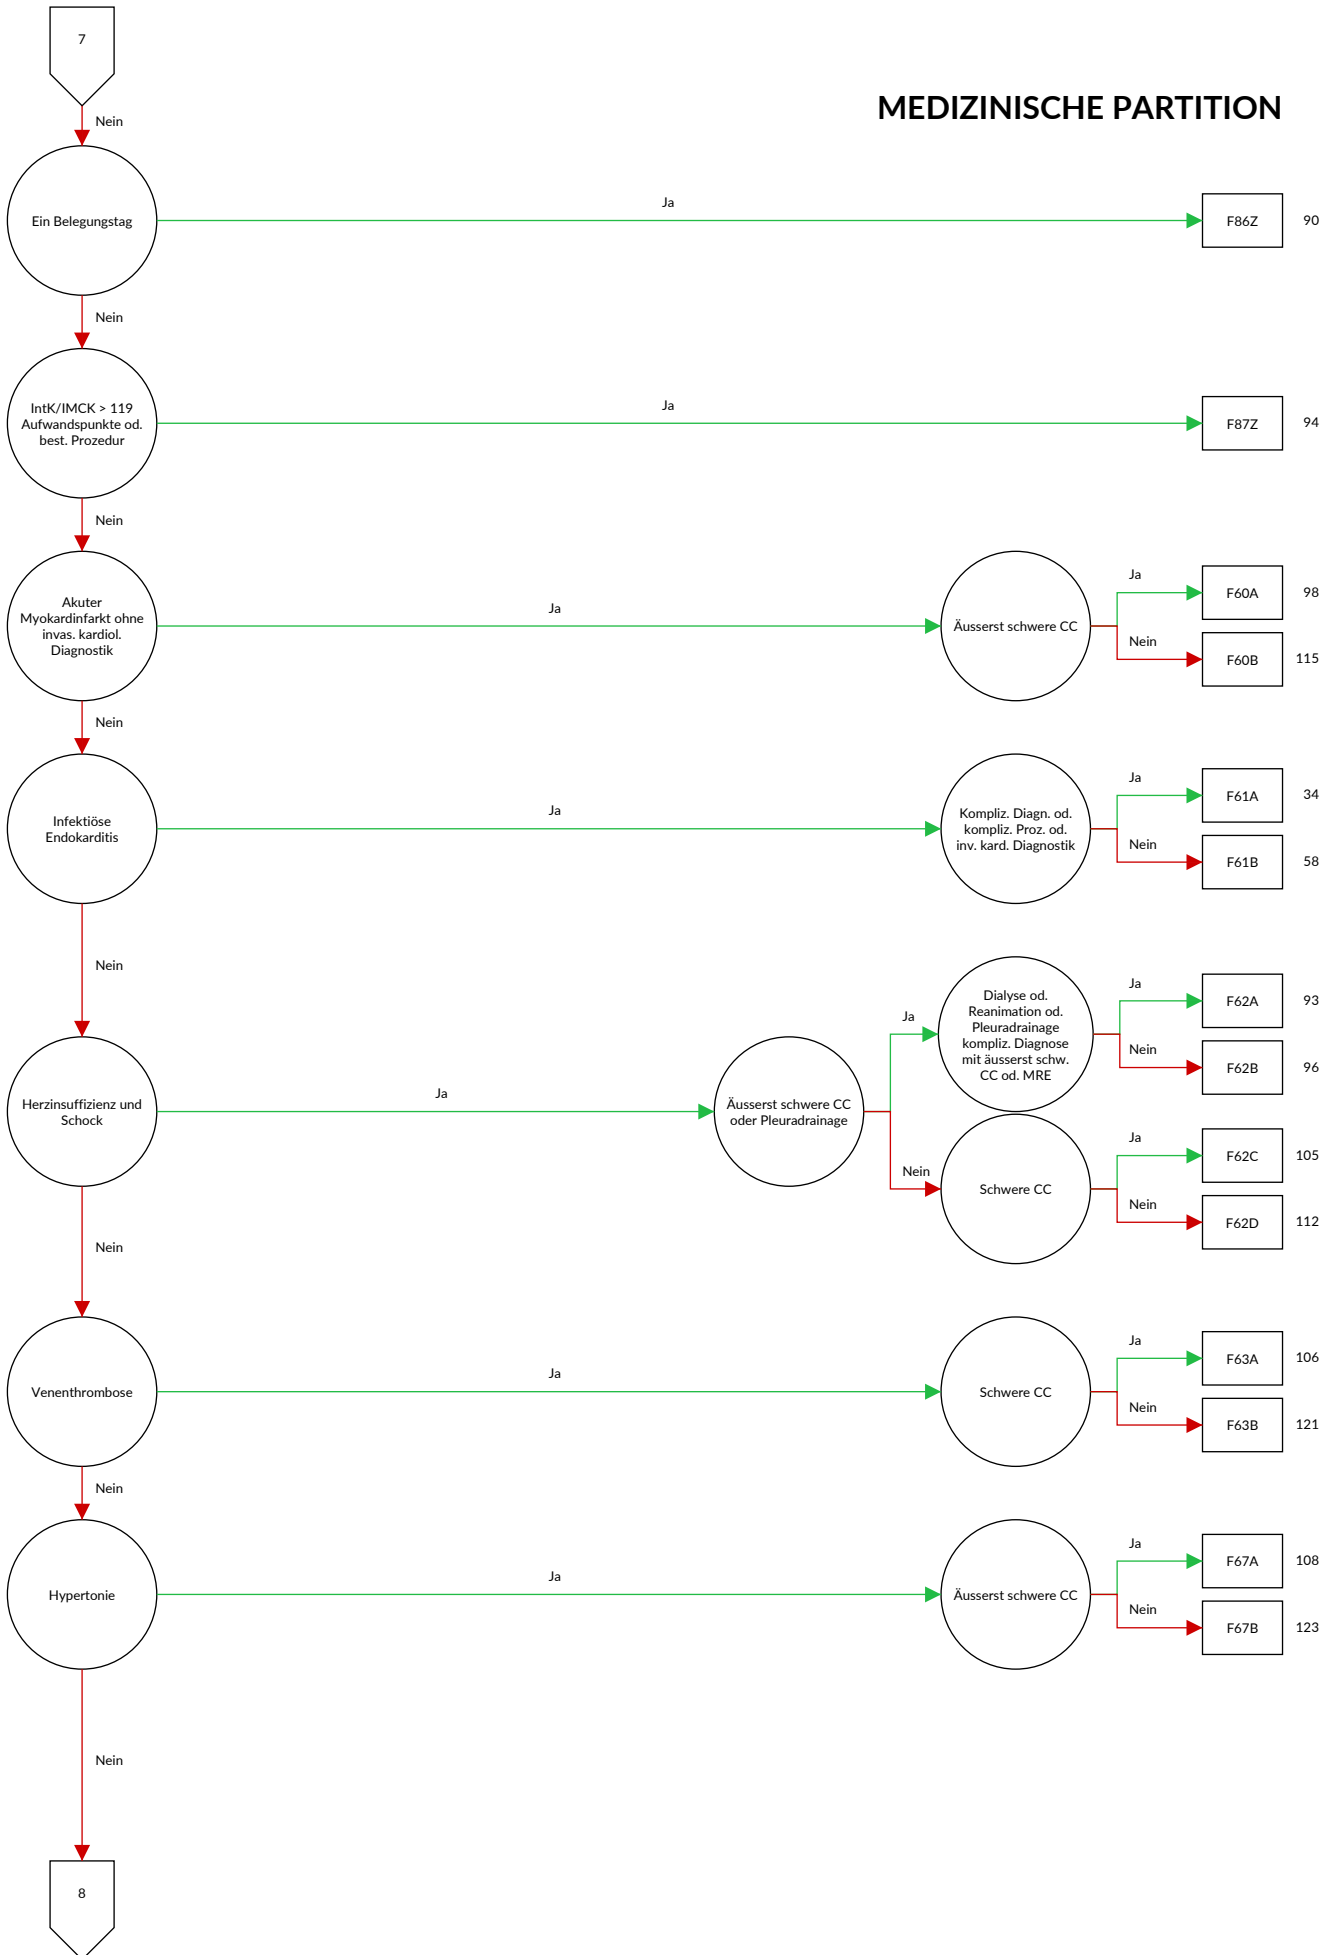 7
MEDIZINISCHE PARTITION
Nein
Ein Belegungstag
Ja
F86Z
90
Nein
IntK/IMCK > 119
Aufwandspunkte od.
best. Prozedur
Ja
F87Z
94
Nein
Akuter
Myokardinfarkt ohne
invas. kardiol.
Diagnostik
Ja
Äusserst schwere CC
Ja
F60A
98
Nein
F60B
115
Nein
Infektiöse
Endokarditis
Ja
Kompliz. Diagn. od.
kompliz. Proz. od.
inv. kard. Diagnostik
Ja
F61A
34
Nein
F61B
58
Nein
Herzinsuffizienz und
Schock
Ja
Äusserst schwere CC
oder Pleuradrainage
Ja
Dialyse od.
Reanimation od.
Pleuradrainage
kompliz. Diagnose
mit äusserst schw.
CC od. MRE
Ja
F62A
93
Nein
F62B
96
Nein
Schwere CC
Ja
F62C
105
Nein
F62D
112
Nein
Venenthrombose
Ja
Schwere CC
Ja
F63A
106
Nein
F63B
121
Nein
Hypertonie
Ja
Äusserst schwere CC
Ja
F67A
108
Nein
F67B
123
Nein
8